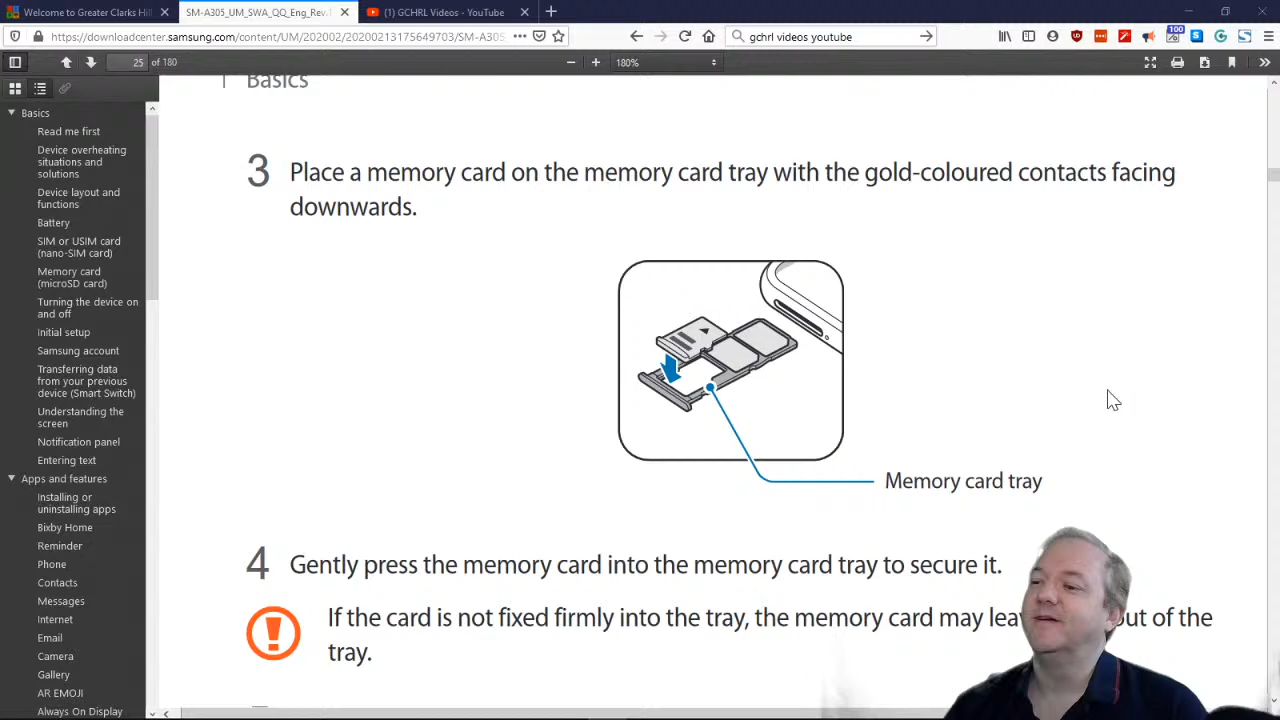 Welcome to Greater Clarks Hill
SM-A305_UM_SWA_QQ_Eng_Rev.
(1) GCHRL Videos - YouTube
https://downloadcenter.samsung.com/content/UM/202002/20200213175649703/SM-A305
gchrl videos youtube
100
25 of 180
180%
Basics
Read me first
Device overheating
situations and
solutions
Device layout and
functions
Battery
SIM or USIM card
(nano-SIM card)
Memory card
(microSD card)
Turning the device on
and off
Initial setup
Samsung account
Transferring data
from your previous
device (Smart Switch)
Understanding the
screen
Notification panel
Entering text
Apps and features
Installing or
uninstalling apps
Bixby Home
Reminder
Phone
Contacts
Messages
Internet
Email
Camera
Gallery
AR EMOJI
Always On Display
Basics
3 Place a memory card on the memory card tray with the gold-coloured contacts facing
downwards.
Memory card tray
4 Gently press the memory card into the memory card tray to secure it.
If the card is not fixed firmly into the tray, the memory card may lea out of the
tray.